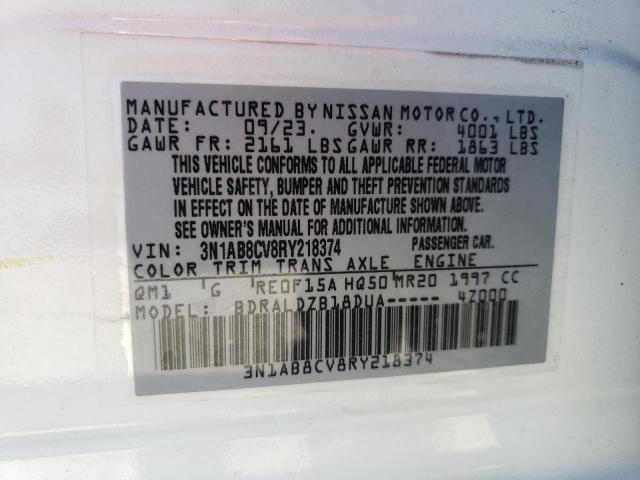 MANUFACTURED BY NISSAN MOTOR CO., LTD.
DATE: 09/23. GVWR: 4001 LBS
GAWR FR: 2161 LBS GAWR RR: 1863 LBS
THIS VEHICLE CONFORMS TO ALL APPLICABLE FEDERAL MOTOR
VEHICLE SAFETY, BUMPER AND THEFT PREVENTION STANDARDS
IN EFFECT ON THE DATE OF MANUFACTURE SHOWN ABOVE.
SEE OWNER'S MANUAL FOR ADDITIONAL INFORMATION.
VIN: 3N1AB8CV8RY218374 PASSENGER CAR.
COLOR TRIM TRANS AXLE ENGINE
QM1 G RE0F15A HQ50 MR20 1997 CC
MODEL: BDRALDZB18DUA----- 4Z000
3N1AB8CV8RY218374